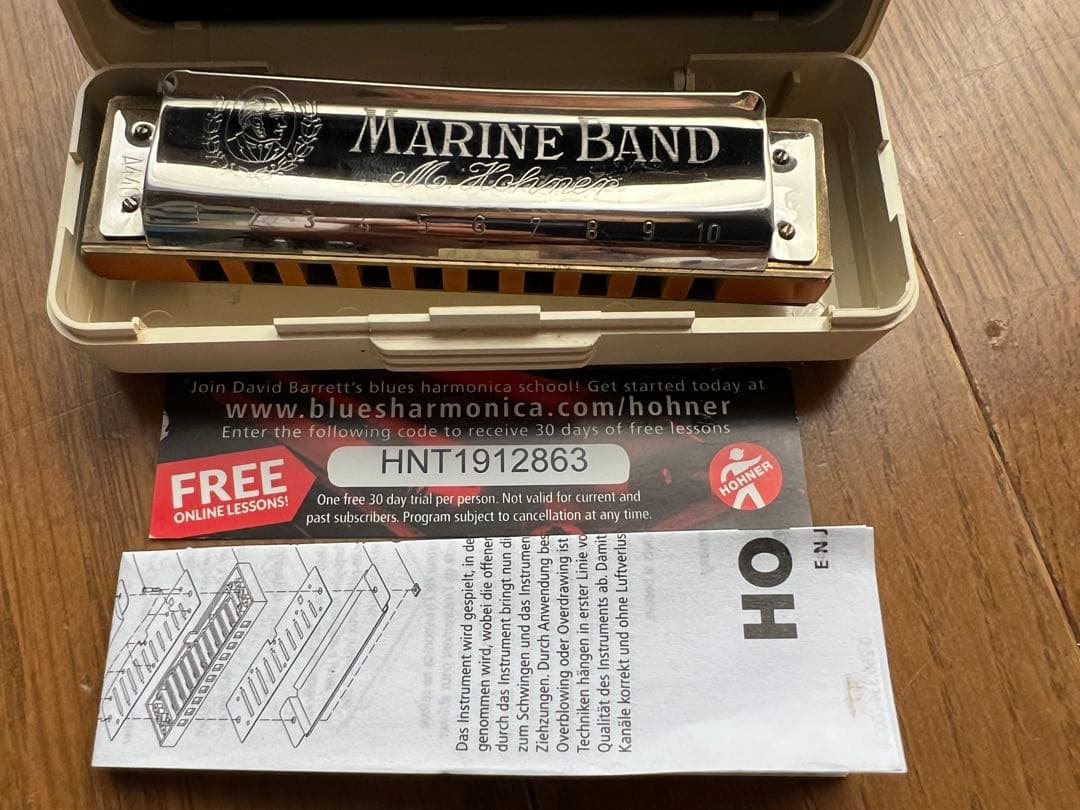 MARINE BAND
M. Hohner
3 4 5 6 7 8 9 10
Join David Barrett's blues harmonica school! Get started today at
www.bluesharmonica.com/hohner
Enter the following code to receive 30 days of free lessons
HNT1912863
FREE
ONLINE LESSONS!
One free 30 day trial per person. Not valid for current and
past subscribers. Program subject to cancellation at any time.
HOHNER
Das Instrument wird gespielt, in de
genommen wird, wobei die offenen
durch das Instrument bringt nun di
zum Schwingen und das Instrumen
Ziehzungen. Durch Anwendung bes
Overblowing oder Overdrawing ist
Techniken hängen in erster Linie vo
Qualität des Instruments ab. Damit
Kanäle korrekt und ohne Luftverlus
HO
ENJ